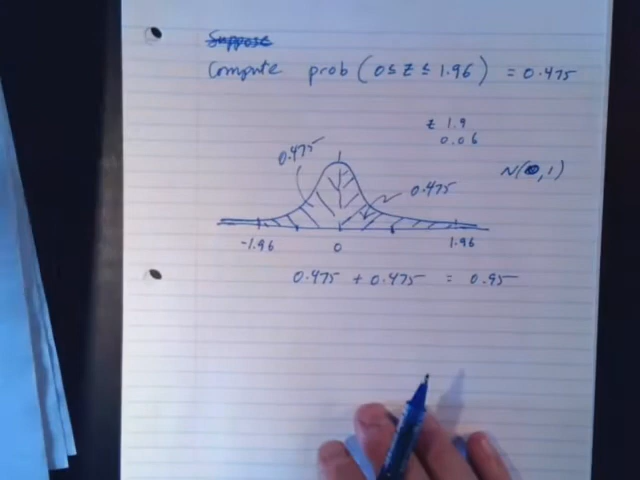 Suppose
Compute prob (0 ≤ z ≤ 1.96) = 0.475
z 1.9
0.06
0.475
N(0,1)
0.475
-1.96 0 1.96
0.475 + 0.475 = 0.95